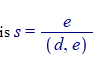 is s = e / (d, e)